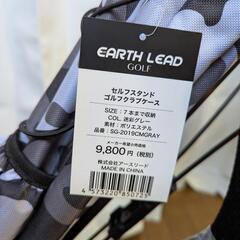 EARTH LEAD
GOLF
セルフスタンド
ゴルフクラブケース
SIZE：7本まで収納
COL. 迷彩グレー
素材：ポリエステル
品番：SG-2019CMGRAY
メーカー希望小売価格
9,800円（税別）
株式会社アースリード
MADE IN CHINA
4573220850725